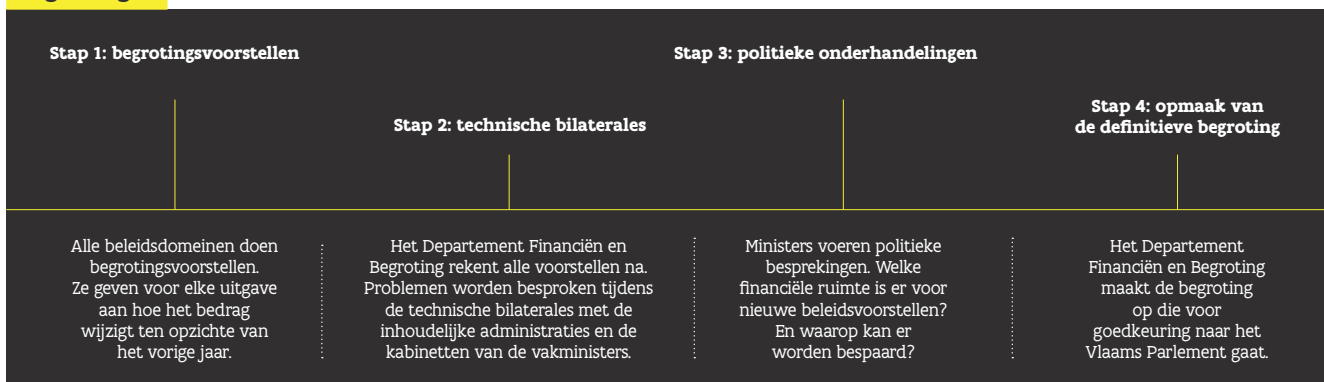 Stap 1: begrotingsvoorstellen
Alle beleidsdomeinen doen
begrotingsvoorstellen.
Ze geven voor elke uitgave
aan hoe het bedrag
wijzigt ten opzichte van
het vorige jaar.
Stap 2: technische bilaterales
Het Departement Financiën en
Begroting rekent alle voorstellen na.
Problemen worden besproken tijdens
de technische bilaterales met de
inhoudelijke administraties en de
kabinetten van de vakministers.
Stap 3: politieke onderhandelingen
Ministers voeren politieke
besprekingen. Welke
financiële ruimte is er voor
nieuwe beleidsvoorstellen?
En waarop kan er
worden bespaard?
Stap 4: opmaak van
de definitieve begroting
Het Departement
Financiën en Begroting
maakt de begroting
op die voor
goedkeuring naar het
Vlaams Parlement gaat.